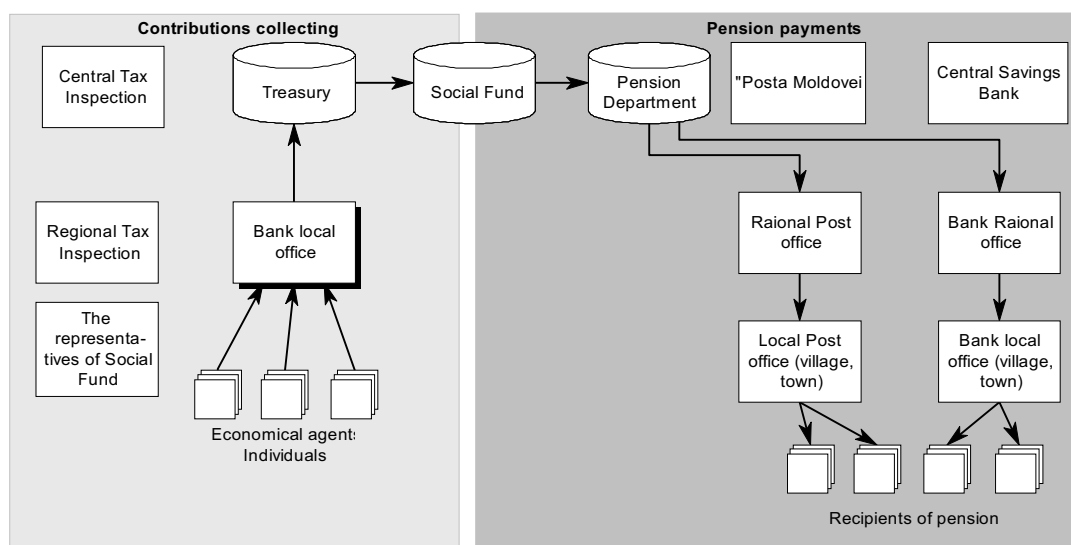 Contributions collecting
Central Tax
Inspection
Treasury
Social Fund
Regional Tax
Inspection
Bank local
office
The
representa-
tives of Social
Fund
Economical agents
Individuals
Pension payments
Pension
Department
"Posta Moldovei
Central Savings
Bank
Raional Post
office
Bank Raional
office
Local Post
office (village,
town)
Bank local
office (village,
town)
Recipients of pension